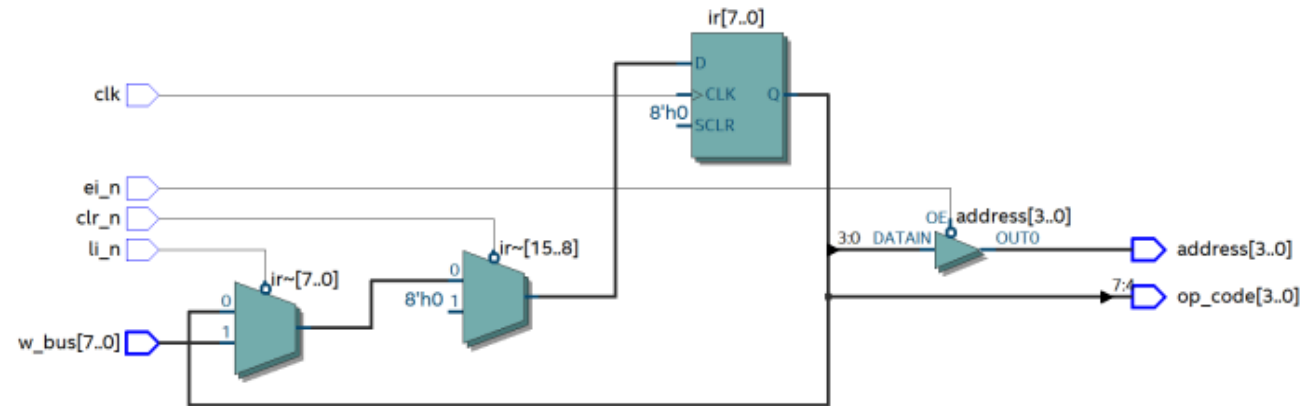 ir[7..0]
D
clk
>CLK
Q
8'h0
SCLR
ei_n
clr_n
OE
address[3..0]
li_n
ir~[15..8]
3:0
DATAIN
OUT0
address[3..0]
0
ir~[7..0]
8'h0
1
7:4
op_code[3..0]
0
1
w_bus[7..0]